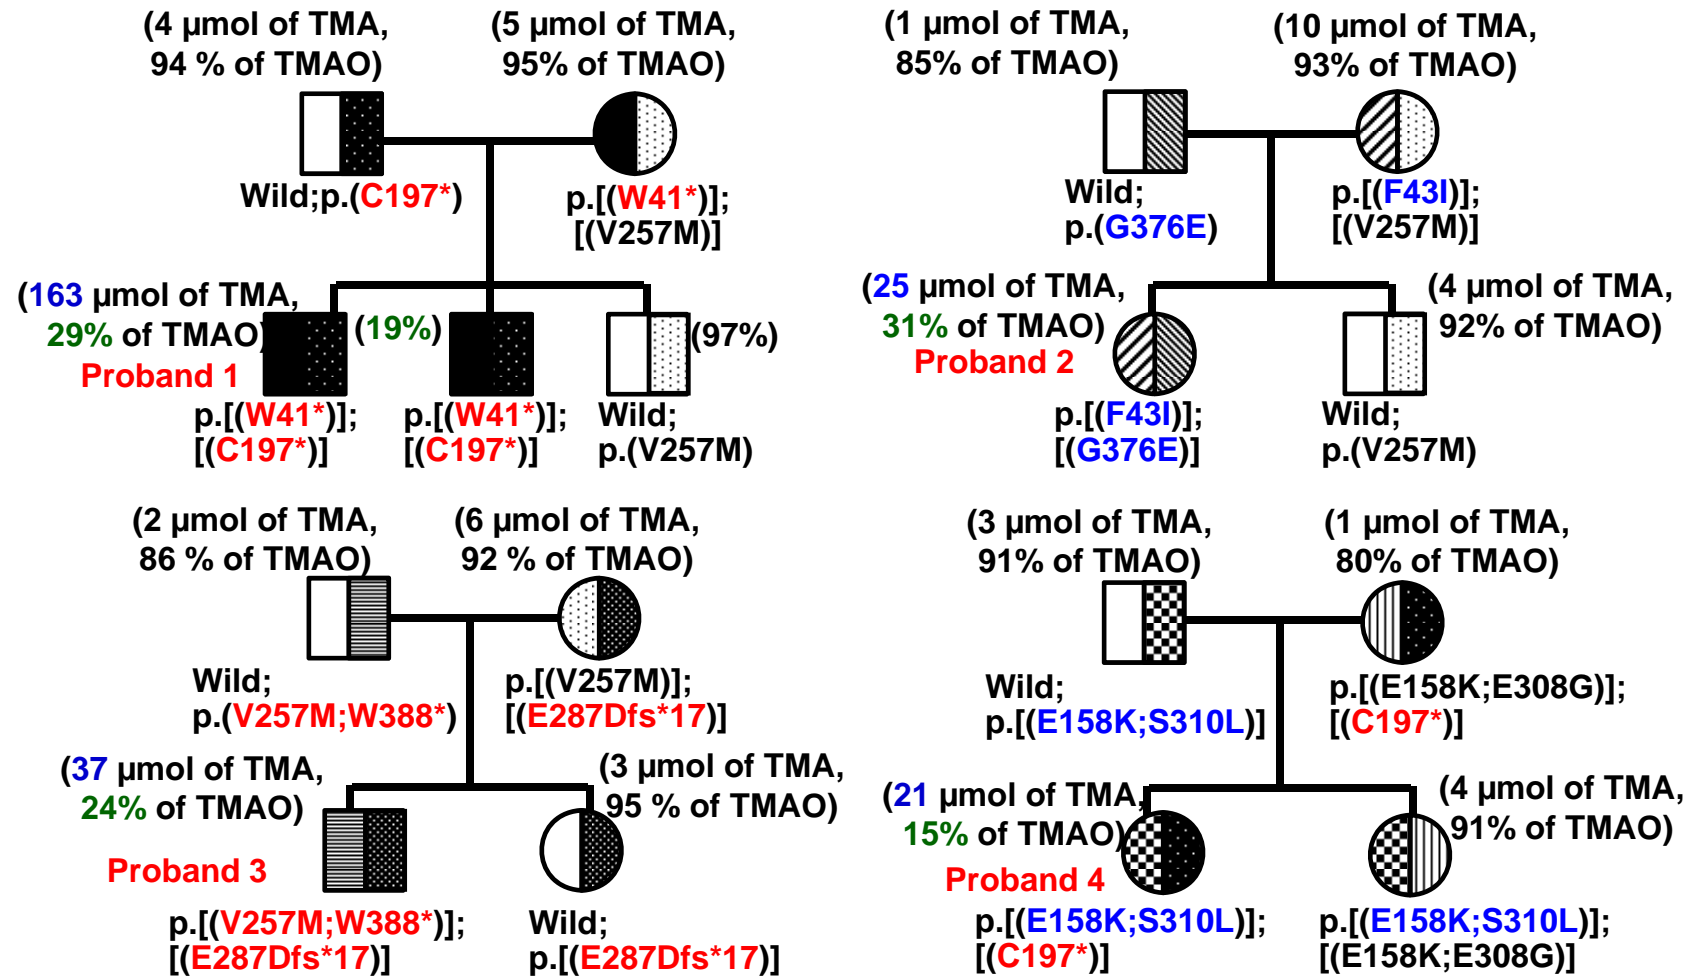 (4 µmol of TMA,
94 % of TMAO)
(5 µmol of TMA,
95% of TMAO)
Wild;p.(C197*)
p.[(W41*)];
[(V257M)]
(163 µmol of TMA,
29% of TMAO)
Proband 1
(19%)
(97%)
p.[(W41*)];
[(C197*)]
p.[(W41*)];
[(C197*)]
Wild;
p.(V257M)
(1 µmol of TMA,
85% of TMAO)
(10 µmol of TMA,
93% of TMAO)
Wild;
p.(G376E)
p.[(F43I)];
[(V257M)]
(25 µmol of TMA,
31% of TMAO)
Proband 2
(4 µmol of TMA,
92% of TMAO)
p.[(F43I)];
[(G376E)]
Wild;
p.(V257M)
(2 µmol of TMA,
86 % of TMAO)
(6 µmol of TMA,
92 % of TMAO)
Wild;
p.(V257M;W388*)
p.[(V257M)];
[(E287Dfs*17)]
(37 µmol of TMA,
24% of TMAO)
Proband 3
(3 µmol of TMA,
95 % of TMAO)
p.[(V257M;W388*)];
[(E287Dfs*17)]
Wild;
p.[(E287Dfs*17)]
(3 µmol of TMA,
91% of TMAO)
(1 µmol of TMA,
80% of TMAO)
Wild;
p.[(E158K;S310L)]
p.[(E158K;E308G)];
[(C197*)]
(21 µmol of TMA,
15% of TMAO)
Proband 4
(4 µmol of TMA,
91% of TMAO)
p.[(E158K;S310L)];
[(C197*)]
p.[(E158K;S310L)];
[(E158K;E308G)]